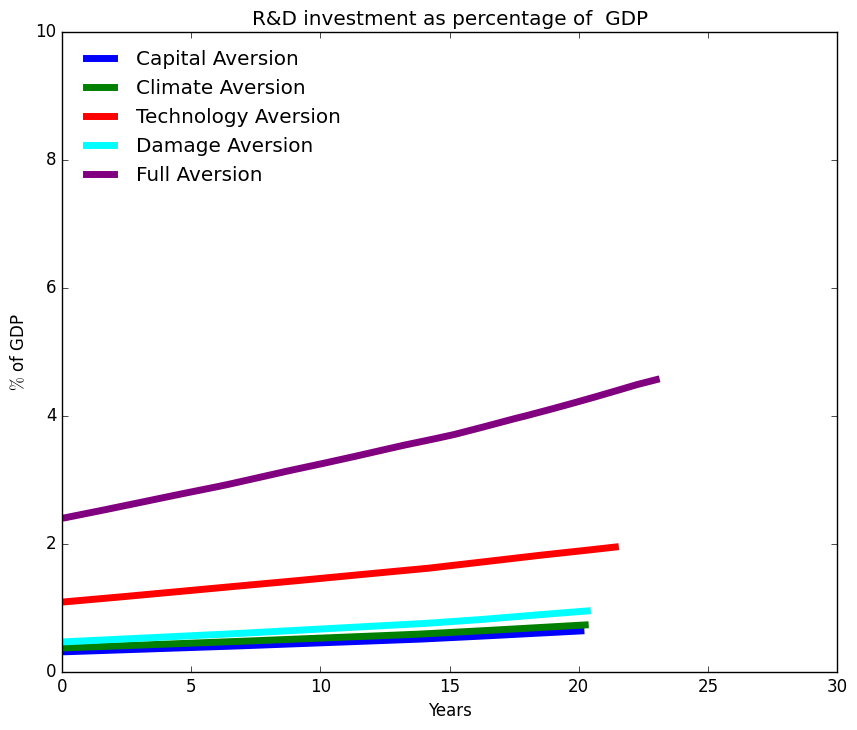 R&D investment as percentage of  GDP
10
8
6
4
2
0
% of GDP
Capital Aversion
Climate Aversion
Technology Aversion
Damage Aversion
Full Aversion
0 5 10 15 20 25 30
Years